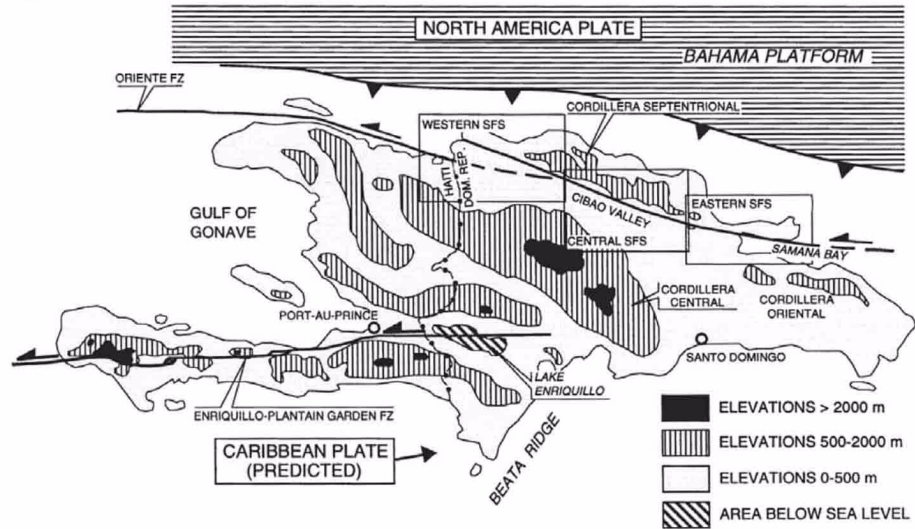 NORTH AMERICA PLATE
BAHAMA PLATFORM
ORIENTE FZ
CORDILLERA SEPTENTRIONAL
WESTERN SFS
HAITI
DOM. REP.
CIBAO VALLEY
EASTERN SFS
GULF OF
GONAVE
CENTRAL SFS
SAMANA BAY
CORDILLERA
CENTRAL
CORDILLERA
ORIENTAL
PORT-AU-PRINCE
SANTO DOMINGO
LAKE
ENRIQUILLO
ENRIQUILLO-PLANTAIN GARDEN FZ
CARIBBEAN PLATE
(PREDICTED)
BEATA RIDGE
ELEVATIONS > 2000 m
ELEVATIONS 500-2000 m
ELEVATIONS 0-500 m
AREA BELOW SEA LEVEL